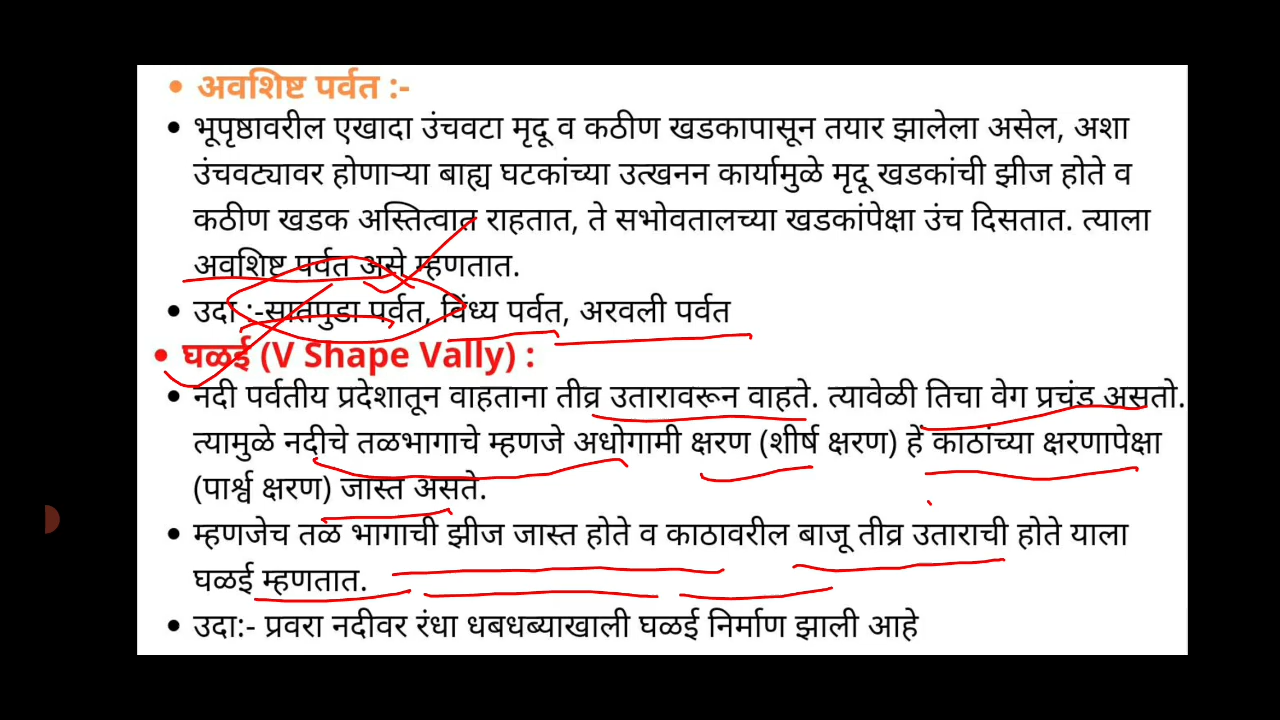 • अवशिष्ट पर्वत :-
• भूपृष्ठावरील एखादा उंचवटा मृदू व कठीण खडकापासून तयार झालेला असेल, अशा
उंचवट्यावर होणाऱ्या बाह्य घटकांच्या उत्खनन कार्यामुळे मृदू खडकांची झीज होते व
कठीण खडक अस्तित्वात राहतात, ते सभोवतालच्या खडकांपेक्षा उंच दिसतात. त्याला
अवशिष्ट पर्वत असे म्हणतात.
• उदा :-सातपुडा पर्वत, विंध्य पर्वत, अरवली पर्वत
• घळई (V Shape Vally) :
• नदी पर्वतीय प्रदेशातून वाहताना तीव्र उतारावरून वाहते. त्यावेळी तिचा वेग प्रचंड असतो.
त्यामुळे नदीचे तळभागाचे म्हणजे अधोगामी क्षरण (शीर्ष क्षरण) हें काठांच्या क्षरणापेक्षा
(पार्श्व क्षरण) जास्त असते.
• म्हणजेच तळ भागाची झीज जास्त होते व काठावरील बाजू तीव्र उताराची होते याला
घळई म्हणतात.
• उदा:- प्रवरा नदीवर रंधा धबधब्याखाली घळई निर्माण झाली आहे